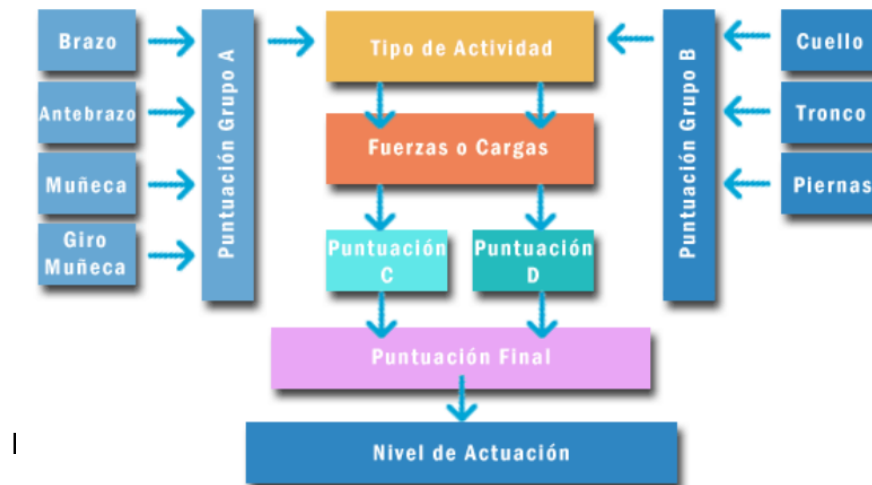 Brazo
Antebrazo
Muñeca
Giro
Muñeca
Puntuación Grupo A
Tipo de Actividad
Fuerzas o Cargas
Puntuación
C
Puntuación
D
Puntuación Final
Nivel de Actuación
Puntuación Grupo B
Cuello
Tronco
Piernas